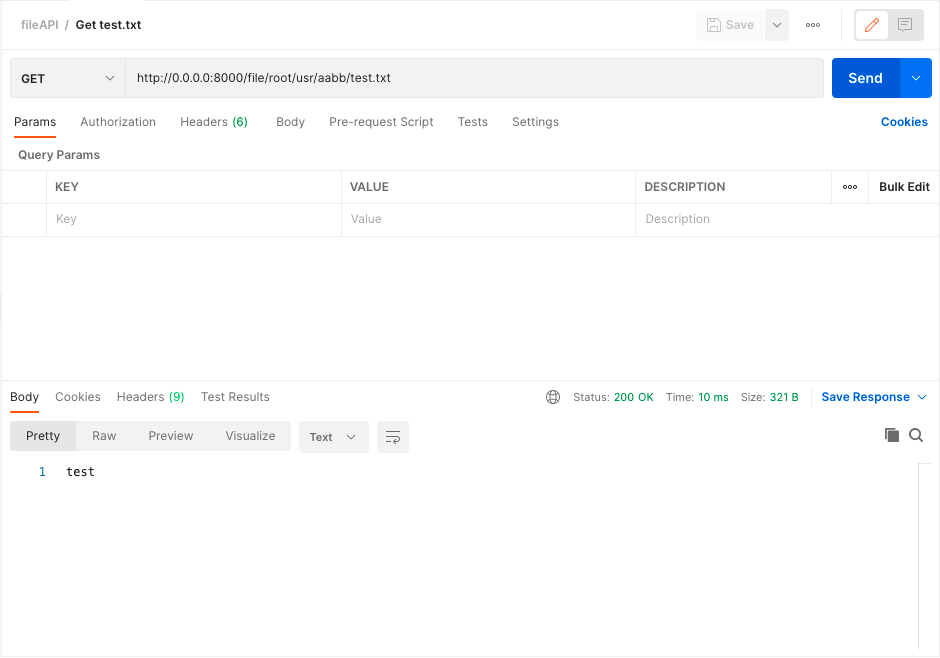 fileAPI / Get test.txt Save
GET http://0.0.0.0:8000/file/root/usr/aabb/test.txt Send
Params Authorization Headers (6) Body Pre-request Script Tests Settings Cookies
Query Params
KEY VALUE DESCRIPTION Bulk Edit
Key Value Description
Body Cookies Headers (9) Test Results Status: 200 OK Time: 10 ms Size: 321 B Save Response
Pretty Raw Preview Visualize Text
1 test